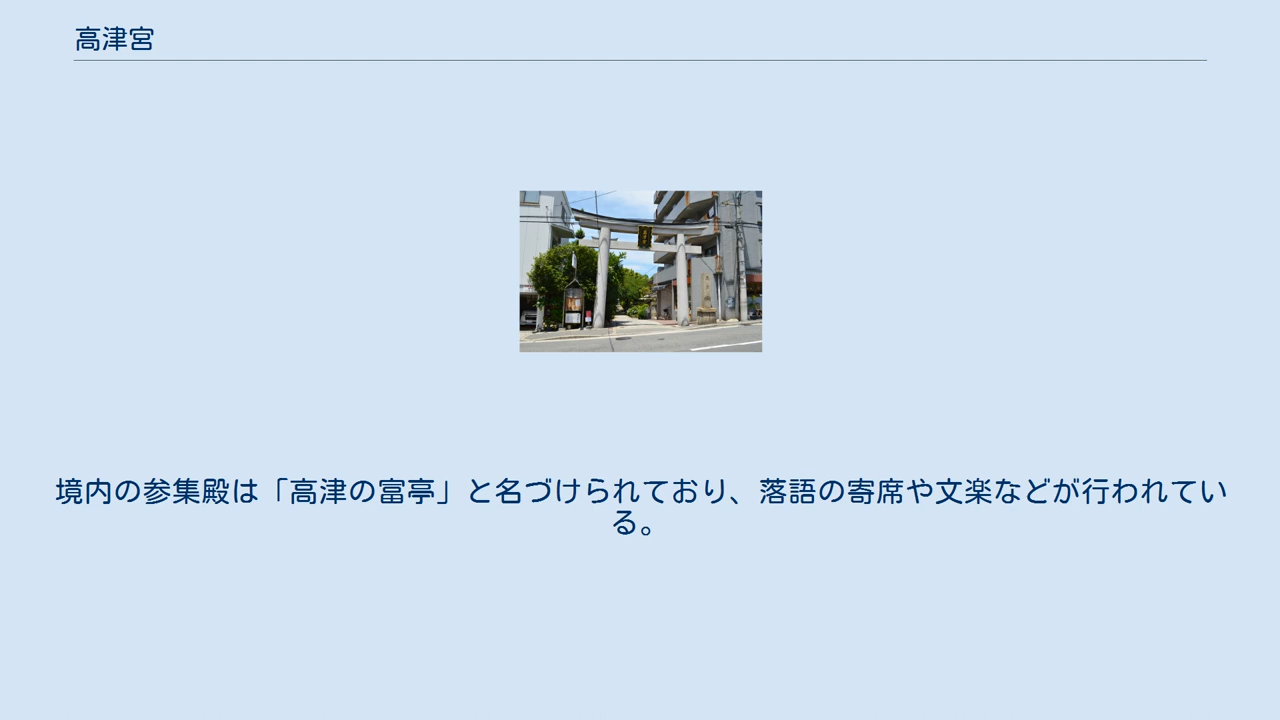 高津宮
境内の参集殿は「高津の富亭」と名づけられており、落語の寄席や文楽などが行われてい
る。